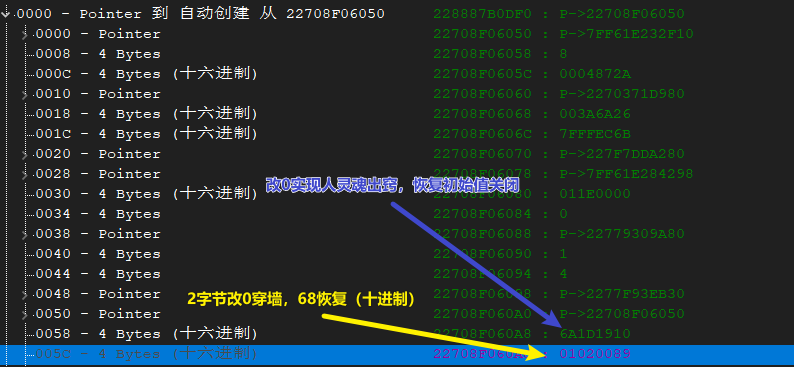 0000 - Pointer 到 自动创建 从 22708F06050 228887B0DF0 : P->22708F06050
0000 - Pointer 22708F06050 : P->7FF61E232F10
0008 - 4 Bytes 22708F06058 : 8
000C - 4 Bytes (十六进制) 22708F0605C : 0004872A
0010 - Pointer 22708F06060 : P->2270371D980
0018 - 4 Bytes (十六进制) 22708F06068 : 003A6A26
001C - 4 Bytes (十六进制) 22708F0606C : 7FFFEC6B
0020 - Pointer 22708F06070 : P->227F7DDA280
0028 - Pointer 22708F06078 : P->7FF61E284298
改0实现人灵魂出窍，恢复初始值关闭
0030 - 4 Bytes (十六进制) : 011E0000
0034 - 4 Bytes 22708F06084 : 0
0038 - Pointer 22708F06088 : P->22779309A80
0040 - 4 Bytes 22708F06090 : 1
0044 - 4 Bytes 22708F06094 : 4
0048 - Pointer 22708F06098 : P->2277F93EB30
2字节改0穿墙，68恢复（十进制）
0050 - Pointer 22708F060A0 : P->22708F06050
0058 - 4 Bytes (十六进制) 22708F060A8 : 6A1D1910
005C - 4 Bytes (十六进制) 22708F060A : 01020089